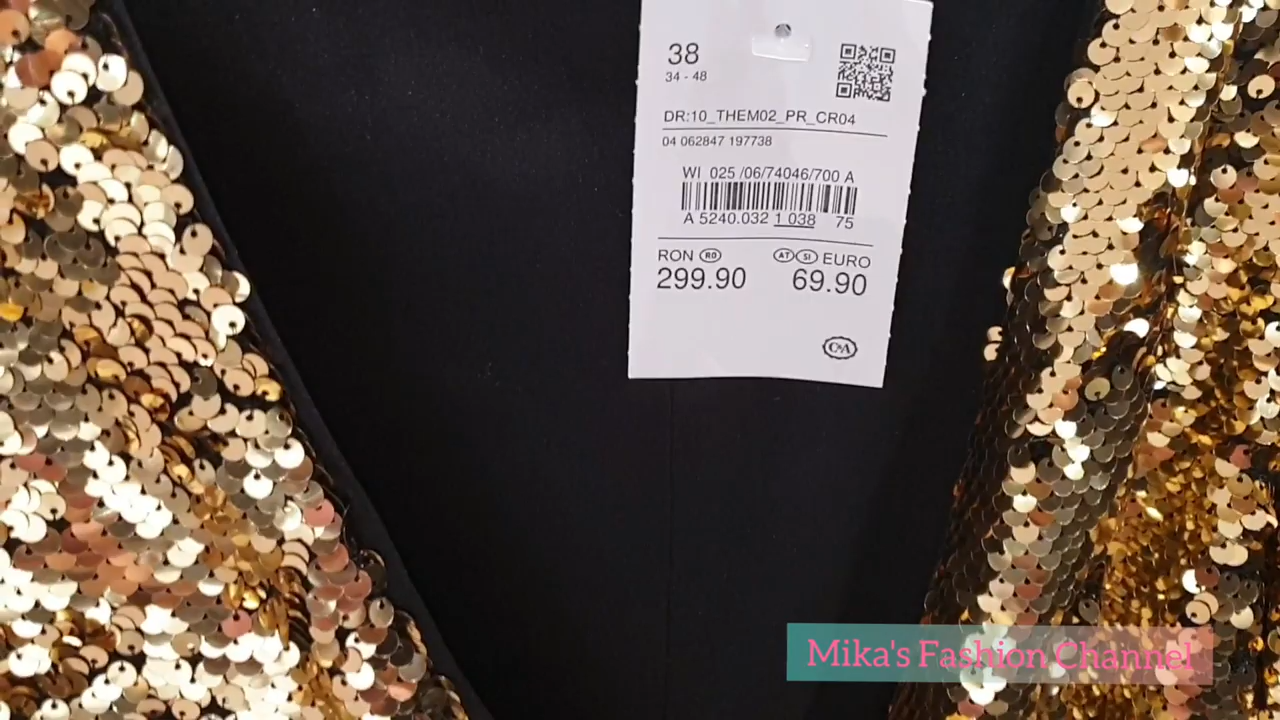 38
34 - 48
DR:10_THEM02_PR_CR04
04 062847 197738
WI 025 /06/74046/700 A
A 5240.032 1 038 75
RON RO AT SI EURO
299.90 69.90
C&A
Mika's Fashion Channel